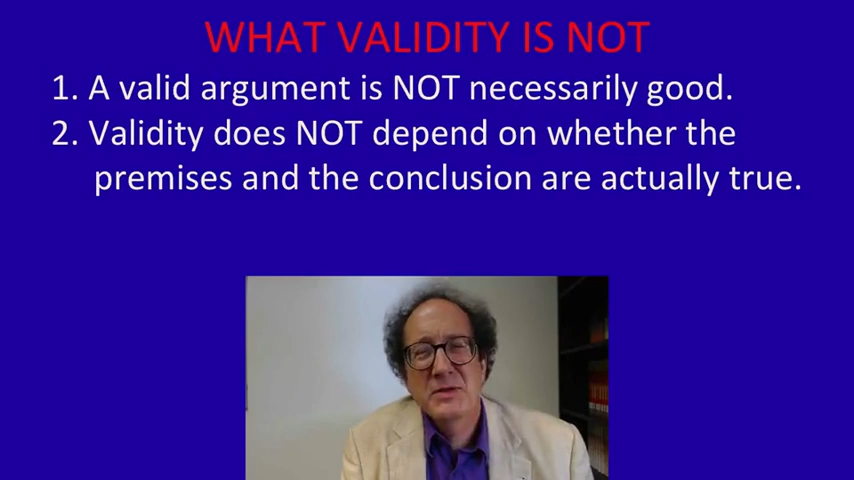 WHAT VALIDITY IS NOT
1. A valid argument is NOT necessarily good.
2. Validity does NOT depend on whether the
premises and the conclusion are actually true.